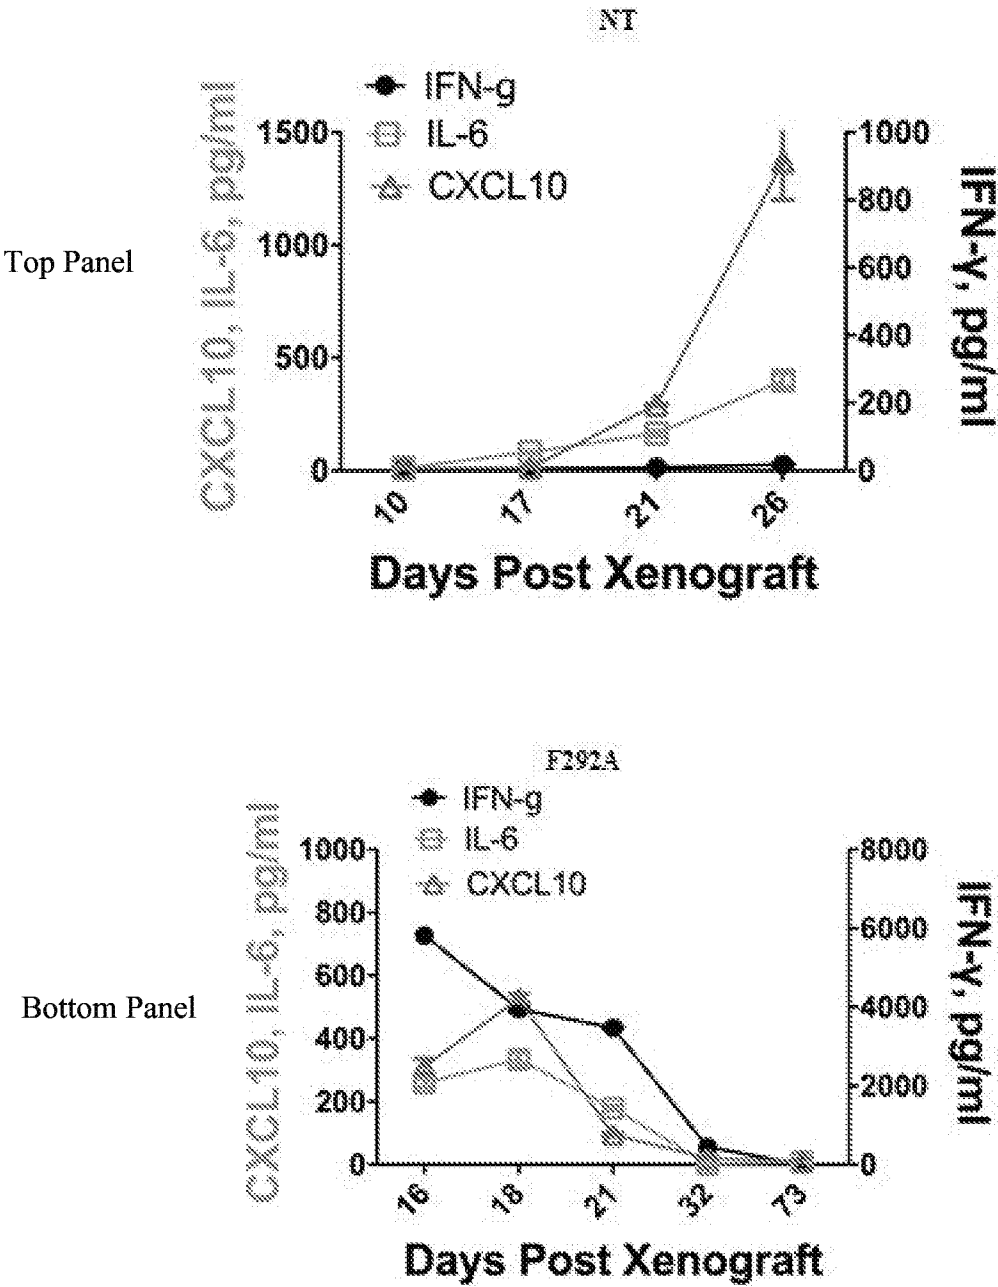 NT
IFN-g
IL-6
CXCL10
CXCL10, IL-6, pg/ml
1500
1000
500
0
1000
800
600
400
200
0
IFN-γ, pg/ml
Top Panel
10
17
21
26
Days Post Xenograft
F292A
IFN-g
IL-6
CXCL10
CXCL10, IL-6, pg/ml
1000
800
600
400
200
0
8000
6000
4000
2000
0
IFN-γ, pg/ml
Bottom Panel
16
18
21
32
73
Days Post Xenograft